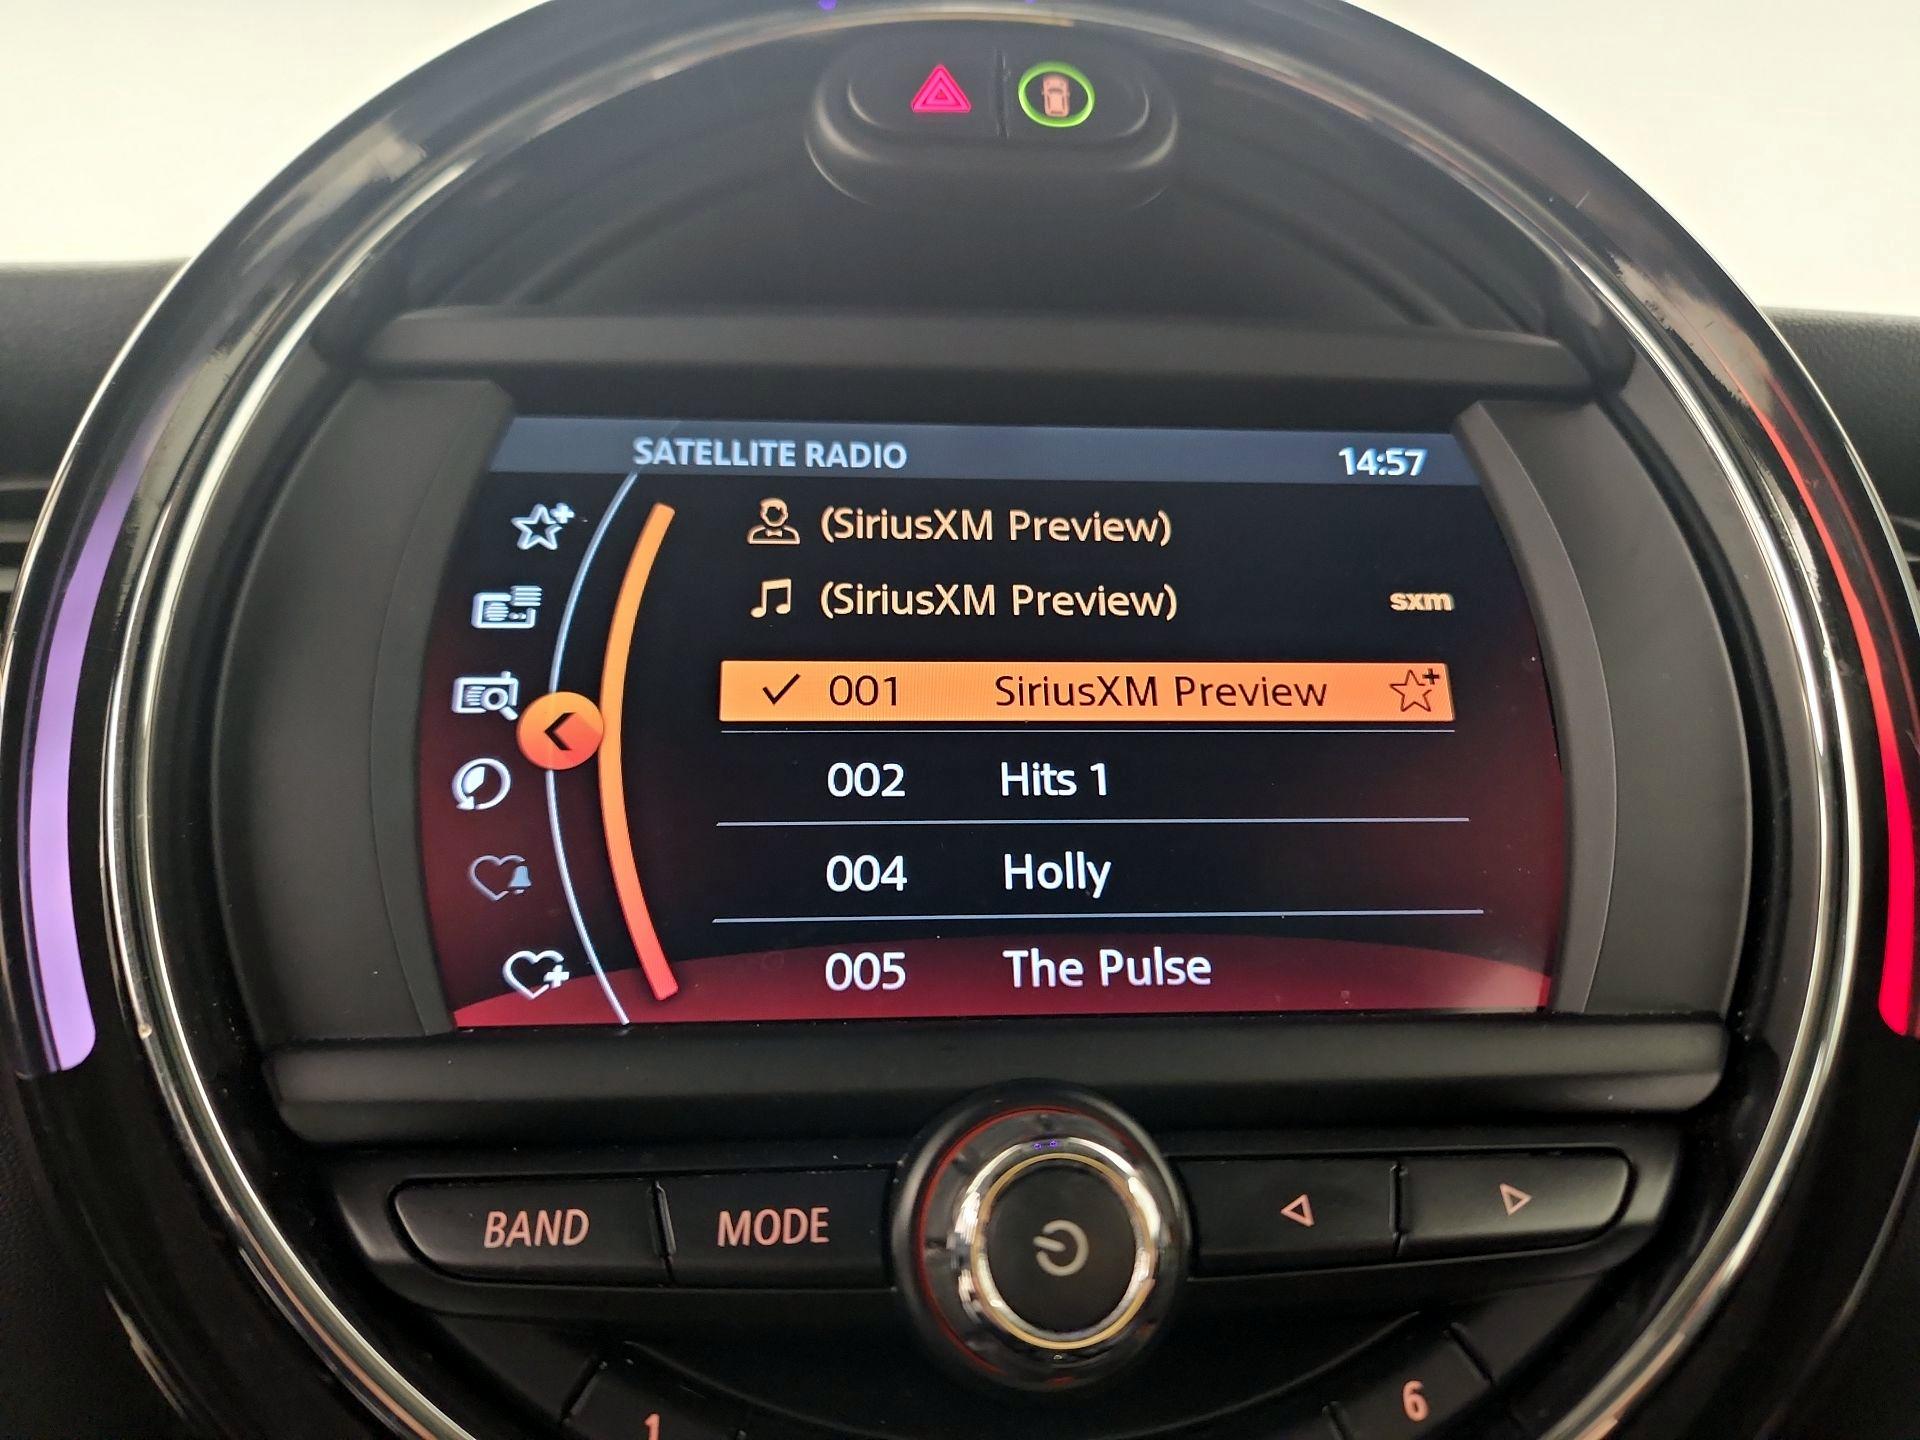 SATELLITE RADIO 14:57
(SiriusXM Preview)
(SiriusXM Preview) sxm
001 SiriusXM Preview
002 Hits 1
004 Holly
005 The Pulse
BAND MODE
1 6